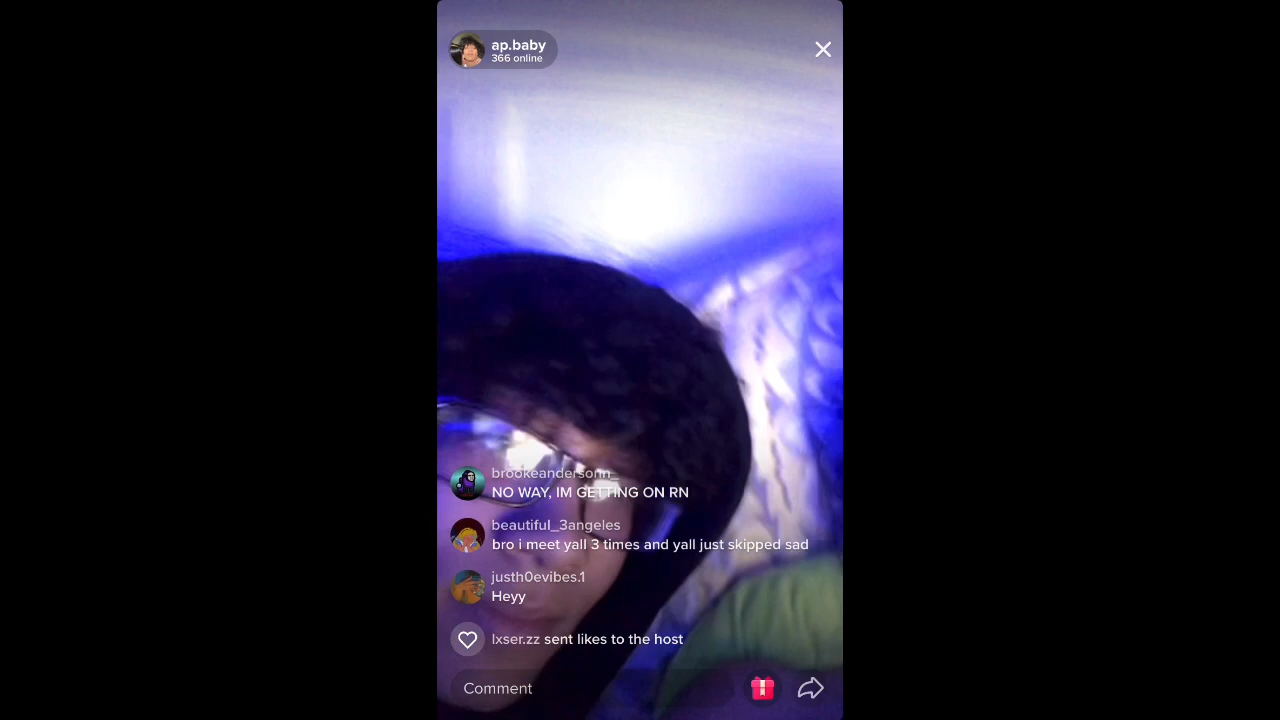 ap.baby
366 online
brookeandersonn_
NO WAY, IM GETTING ON RN
beautiful_3angeles
bro i meet yall 3 times and yall just skipped sad
justh0evibes.1
Heyy
lxser.zz sent likes to the host
Comment